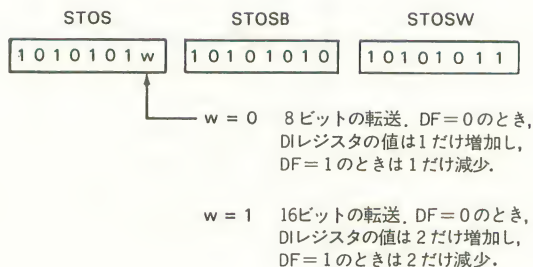 STOS STOSB STOSW
1010101w 10101010 10101011
w = 0 8ビットの転送．DF＝0のとき，
DIレジスタの値は1だけ増加し，
DF＝1のときは1だけ減少．
w = 1 16ビットの転送．DF＝0のとき，
DIレジスタの値は2だけ増加し，
DF＝1のときは2だけ減少．